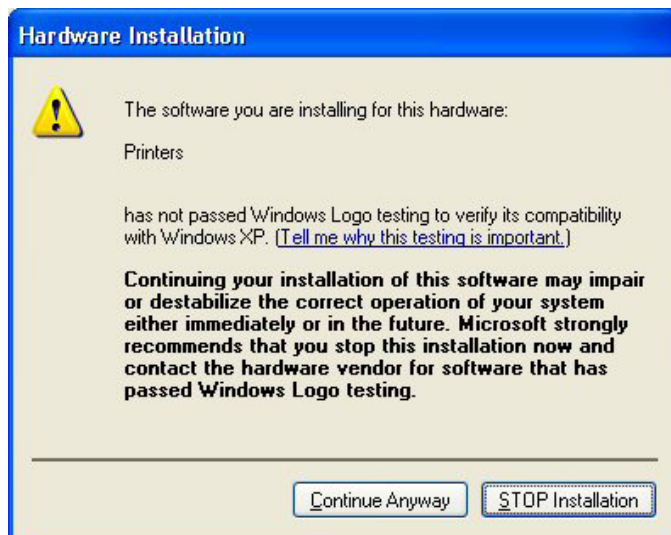 Hardware Installation
The software you are installing for this hardware:
Printers
has not passed Windows Logo testing to verify its compatibility
with Windows XP. (Tell me why this testing is important.)
Continuing your installation of this software may impair
or destabilize the correct operation of your system
either immediately or in the future. Microsoft strongly
recommends that you stop this installation now and
contact the hardware vendor for software that has
passed Windows Logo testing.
Continue Anyway
STOP Installation